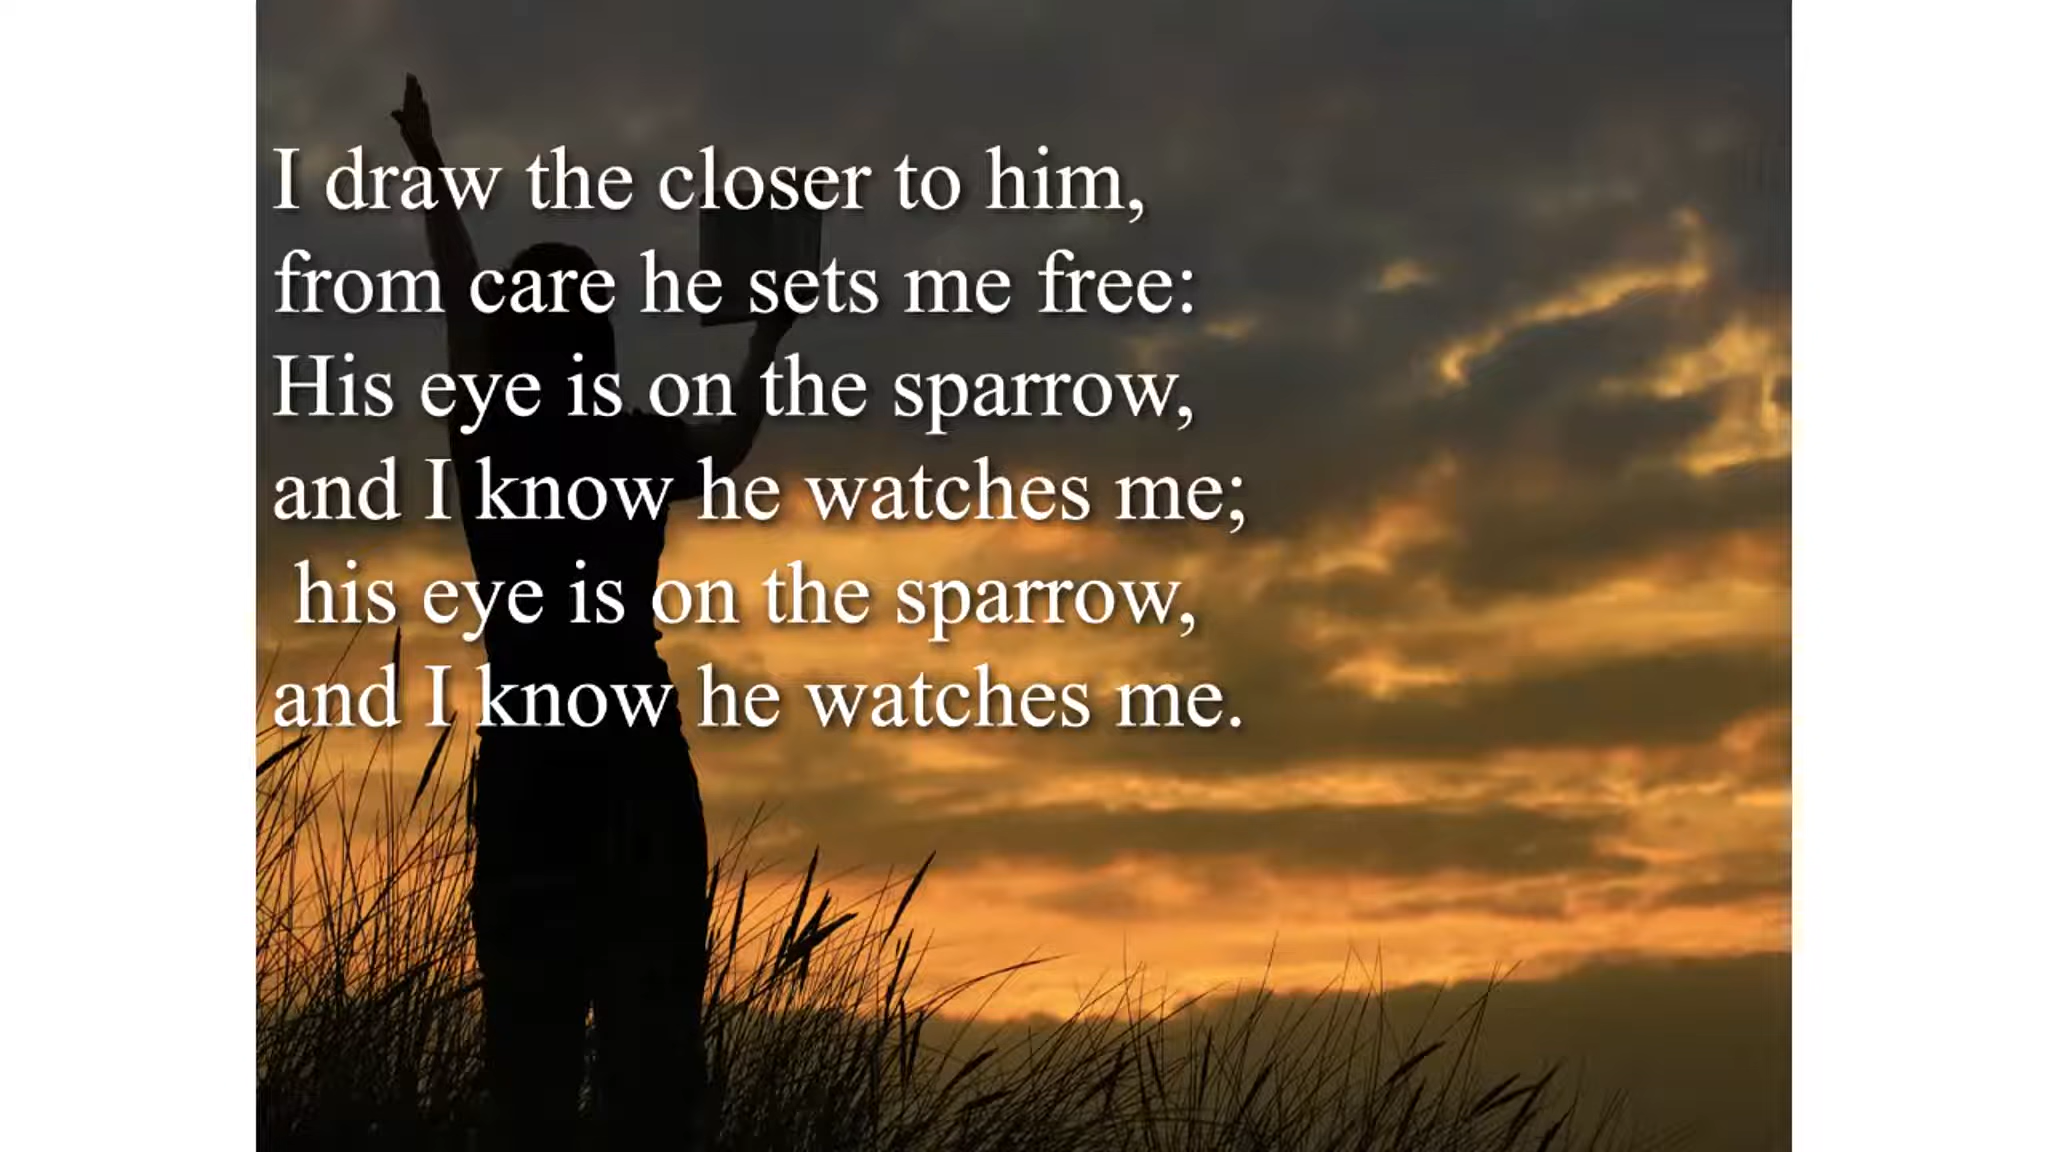 I draw the closer to him,
from care he sets me free:
His eye is on the sparrow,
and I know he watches me;
his eye is on the sparrow,
and I know he watches me.